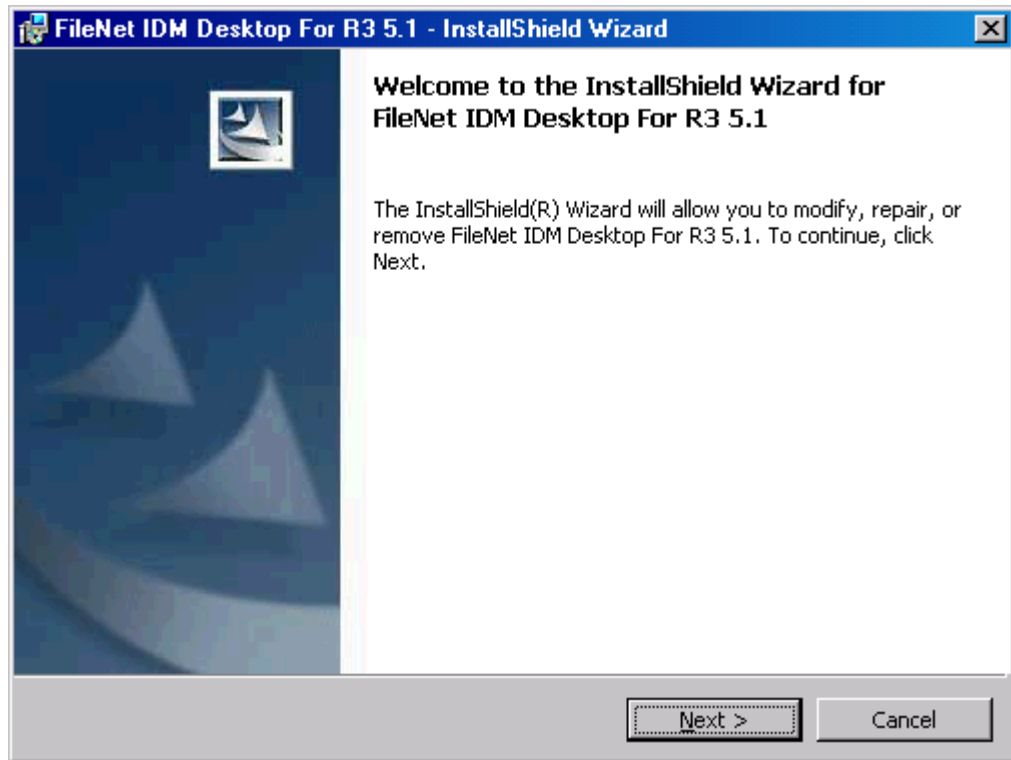 FileNet IDM Desktop For R3 5.1 - InstallShield Wizard
Welcome to the InstallShield Wizard for
FileNet IDM Desktop For R3 5.1
The InstallShield(R) Wizard will allow you to modify, repair, or
remove FileNet IDM Desktop For R3 5.1. To continue, click
Next.
Next >
Cancel